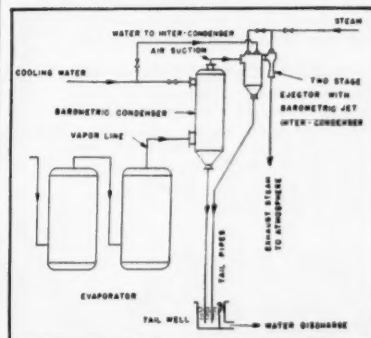 STEAM
WATER TO INTER-CONDENSER
AIR SUCTION
COOLING WATER
TWO STAGE
EJECTOR WITH
BAROMETRIC JET
INTER-CONDENSER
BAROMETRIC CONDENSER
VAPOR LINE
EXHAUST STEAM
TO ATMOSPHERE
TAIL PIPES
EVAPORATOR
TAIL WELL
WATER DISCHARGE